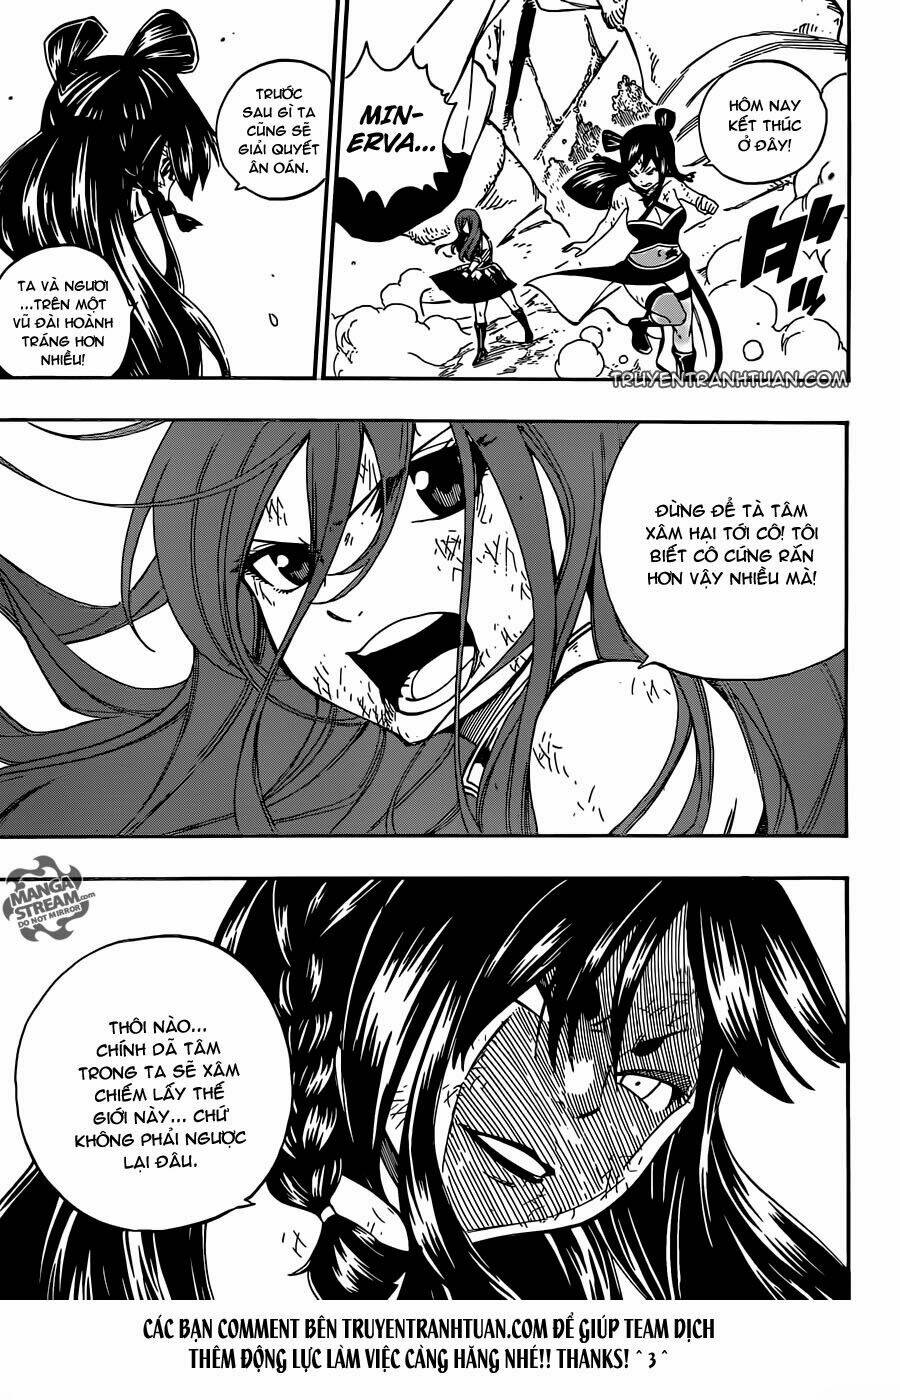 TRƯỚC
SAU GÌ TA
CŨNG SẼ
GIẢI QUYẾT
ÂN OÁN.
TA VÀ NGƯƠI
...TRÊN MỘT
VŨ ĐÀI HOÀNH
TRÁNG HƠN
NHIỀU!
MIN-
ERVA...
HÔM NAY
KẾT THÚC
Ở ĐÂY!
TRUYENTRANHTUAN.COM
ĐỪNG ĐỂ TÀ TÂM
XÂM HẠI TỚI CÔ! TÔI
BIẾT CÔ CỨNG RẮN
HƠN VẬY NHIỀU MÀ!
MANGA
STREAM.com
DO NOT MIRROR!
THÔI NÀO...
CHÍNH DÃ TÂM
TRONG TA SẼ XÂM
CHIẾM LẤY THẾ
GIỚI NÀY... CHỨ
KHÔNG PHẢI NGƯỢC
LẠI ĐÂU.
CÁC BẠN COMMENT BÊN TRUYENTRANHTUAN.COM ĐỂ GIÚP TEAM DỊCH
THÊM ĐỘNG LỰC LÀM VIỆC CÀNG HĂNG NHÉ!! THANKS! ^3^